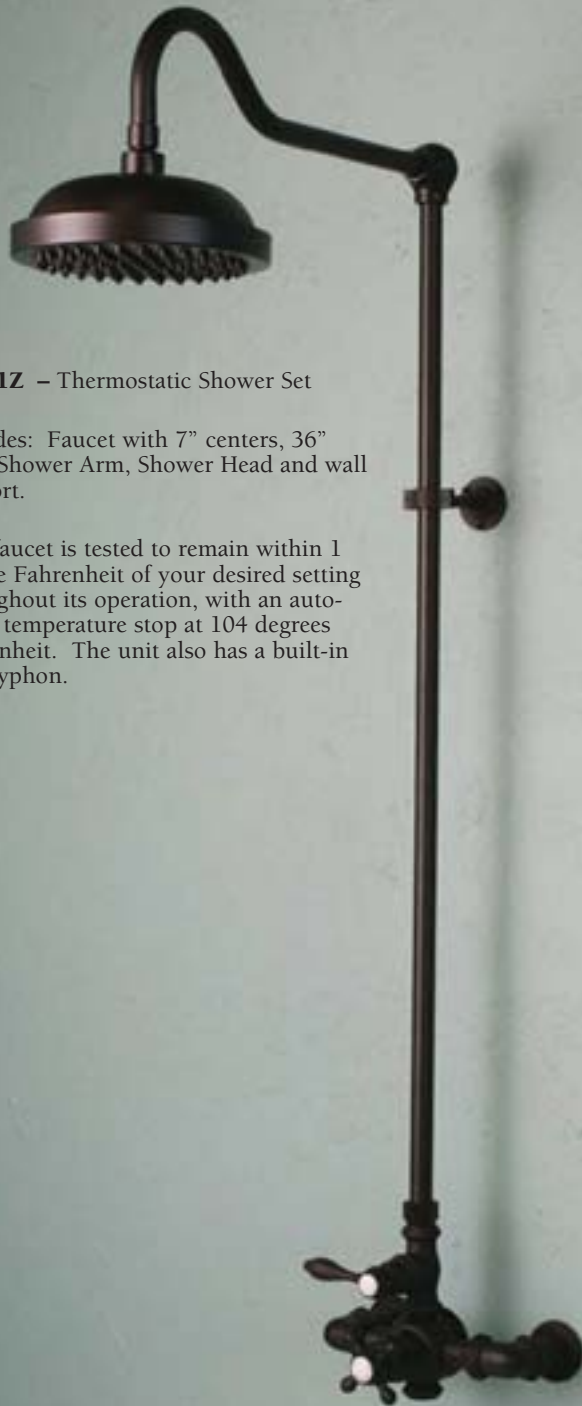 1Z – Thermostatic Shower Set
des: Faucet with 7” centers, 36”
Shower Arm, Shower Head and wall
ort.
aucet is tested to remain within 1
e Fahrenheit of your desired setting
ghout its operation, with an auto-
temperature stop at 104 degrees
nheit. The unit also has a built-in
yphon.